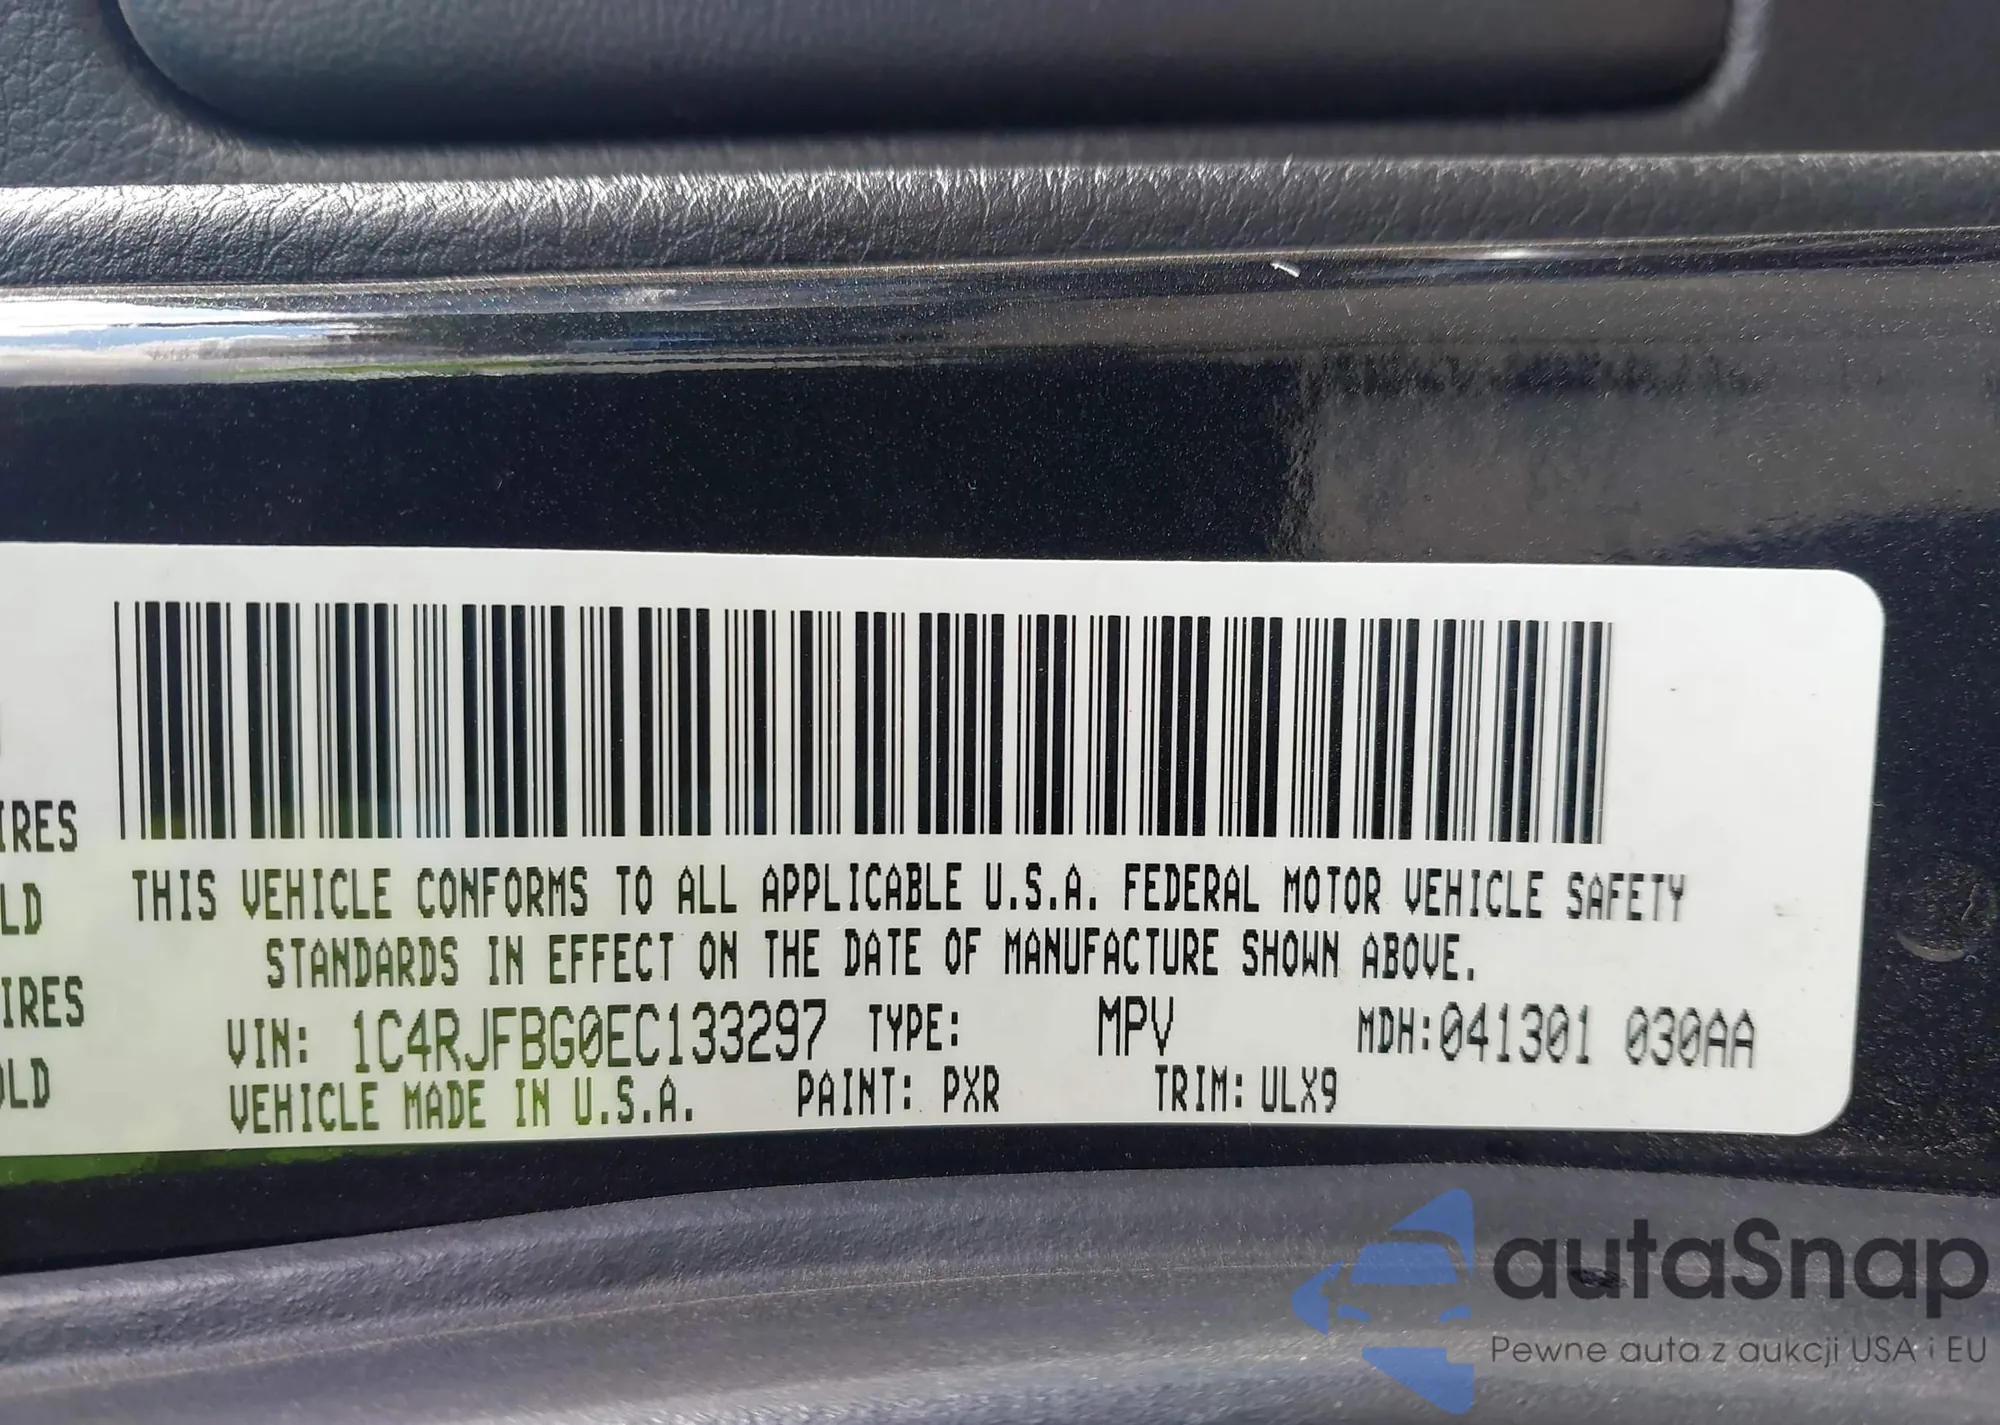 IRES
LD
IRES
OLD
THIS VEHICLE CONFORMS TO ALL APPLICABLE U.S.A. FEDERAL MOTOR VEHICLE SAFETY
STANDARDS IN EFFECT ON THE DATE OF MANUFACTURE SHOWN ABOVE.
VIN: 1C4RJFBG0EC133297 TYPE: MPV MDH:041301 030AA
VEHICLE MADE IN U.S.A. PAINT: PXR TRIM: ULX9
autaSnap
Pewne auta z aukcji USA i EU